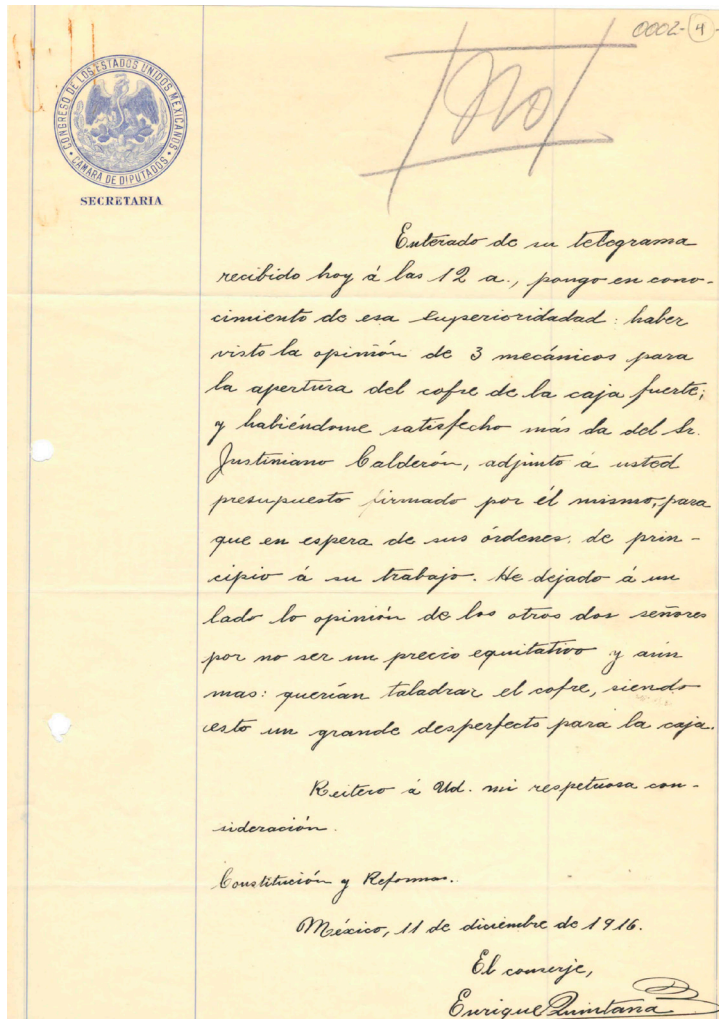 0002-4-
CONGRESO DE LOS ESTADOS UNIDOS MEXICANOS
CÁMARA DE DIPUTADOS
SECRETARIA
Enterado de su telegrama
recibido hoy á las 12 a., pongo en cono-
cimiento de esa Superioridadad: haber
visto la opinión de 3 mecánicos para
la apertura del cofre de la caja fuerte;
y habiéndome satisfecho más da del Sr.
Justiniano Calderón, adjunto á usted
presupuesto firmado por él mismo, para
que en espera de sus órdenes, de prin-
cipio á su trabajo. He dejado á un
lado lo opinión de los otros dos señores
por no ser un precio equitativo y aún
mas: querían taladrar el cofre, siendo
esto un grande desperfecto para la caja.
Reitero á Ud. mi respetuosa con-
sideración.
Constitución y Reformas.
México, 11 de diciembre de 1916.
El conserje,
Enrique Quintana